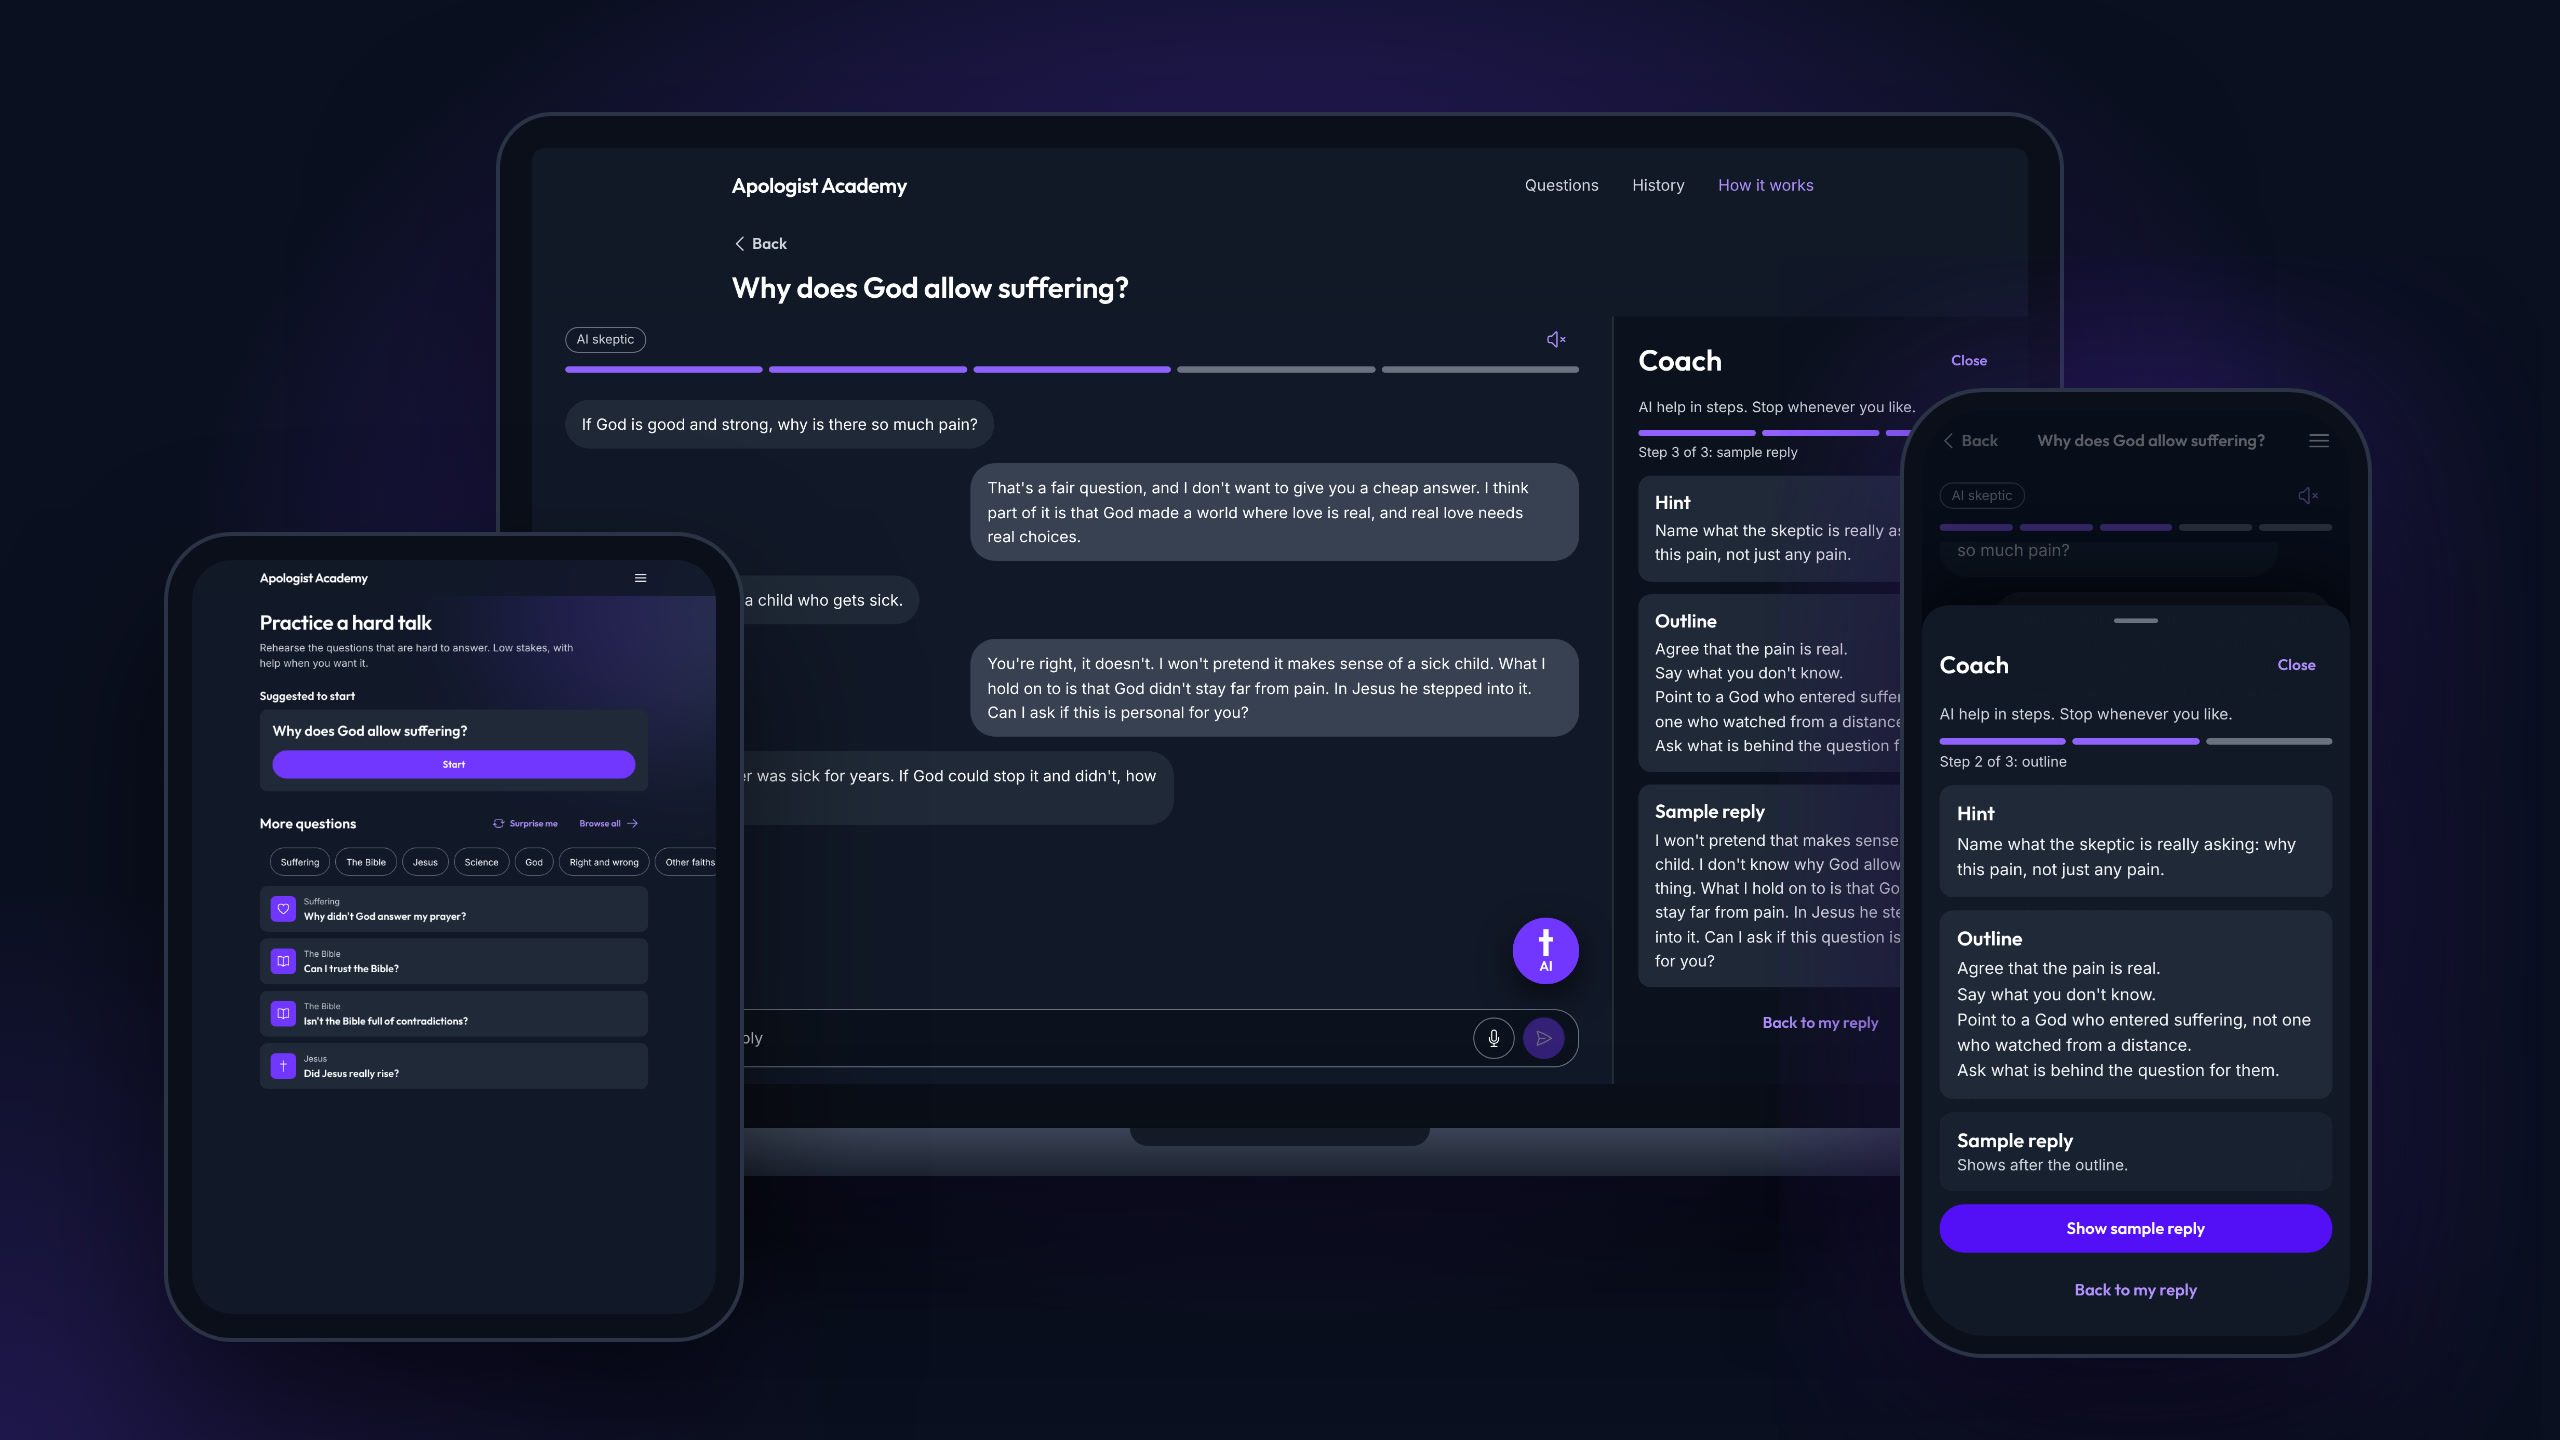 Apologist Academy
Questions
History
How it works
Back
Why does God allow suffering?
AI skeptic
If God is good and strong, why is there so much pain?
That's a fair question, and I don't want to give you a cheap answer. I think
part of it is that God made a world where love is real, and real love needs
real choices.
a child who gets sick.
You're right, it doesn't. I won't pretend it makes sense of a sick child. What I
hold on to is that God didn't stay far from pain. In Jesus he stepped into it.
Can I ask if this is personal for you?
was sick for years. If God could stop it and didn't, how
AI
Coach
Close
AI help in steps. Stop whenever you like.
Step 3 of 3: sample reply
Hint
Name what the skeptic is really
this pain, not just any pain.
Outline
Agree that the pain is real.
Say what you don't know.
Point to a God who entered
one who watched from a distance
Ask what is behind the question
Sample reply
I won't pretend that makes sense
child. I don't know why God allow
thing. What I hold on to is that
stay far from pain. In Jesus he
into it. Can I ask if this question is
for you?
Back to my reply
Apologist Academy
Practice a hard talk
Rehearse the questions that are hard to answer. Low stakes, with
help when you want it.
Suggested to start
Why does God allow suffering?
Start
More questions
Surprise me
Browse all
Suffering
The Bible
Jesus
Science
God
Right and wrong
Other faiths
Suffering
Why didn't God answer my prayer?
The Bible
Can I trust the Bible?
The Bible
Isn't the Bible full of contradictions?
Jesus
Did Jesus really rise?
Back
Why does God allow suffering?
AI skeptic
so much pain?
Coach
Close
AI help in steps. Stop whenever you like.
Step 2 of 3: outline
Hint
Name what the skeptic is really asking: why
this pain, not just any pain.
Outline
Agree that the pain is real.
Say what you don't know.
Point to a God who entered suffering, not one
who watched from a distance.
Ask what is behind the question for them.
Sample reply
Shows after the outline.
Show sample reply
Back to my reply